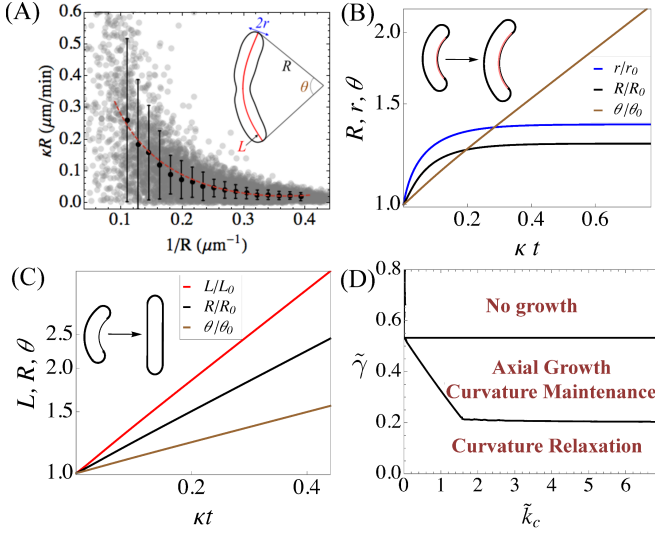 (A)
0.6
0.5
0.4
0.3
0.2
0.1
0.0
κR (μm/min)
2r
R
θ
L
0.1
0.2
0.3
0.4
1/R (μm⁻¹)
(B)
2.0
1.5
1.0
R, r, θ
r/r₀
R/R₀
θ/θ₀
0.2
0.4
0.6
κ t
(C)
2.5
2.0
1.5
1.0
L, R, θ
L/L₀
R/R₀
θ/θ₀
0.2
0.4
κt
(D)
0.8
0.6
0.4
0.2
0.0
γ̃
No growth
Axial Growth
Curvature Maintenance
Curvature Relaxation
0
1
2
3
4
5
6
k̃c